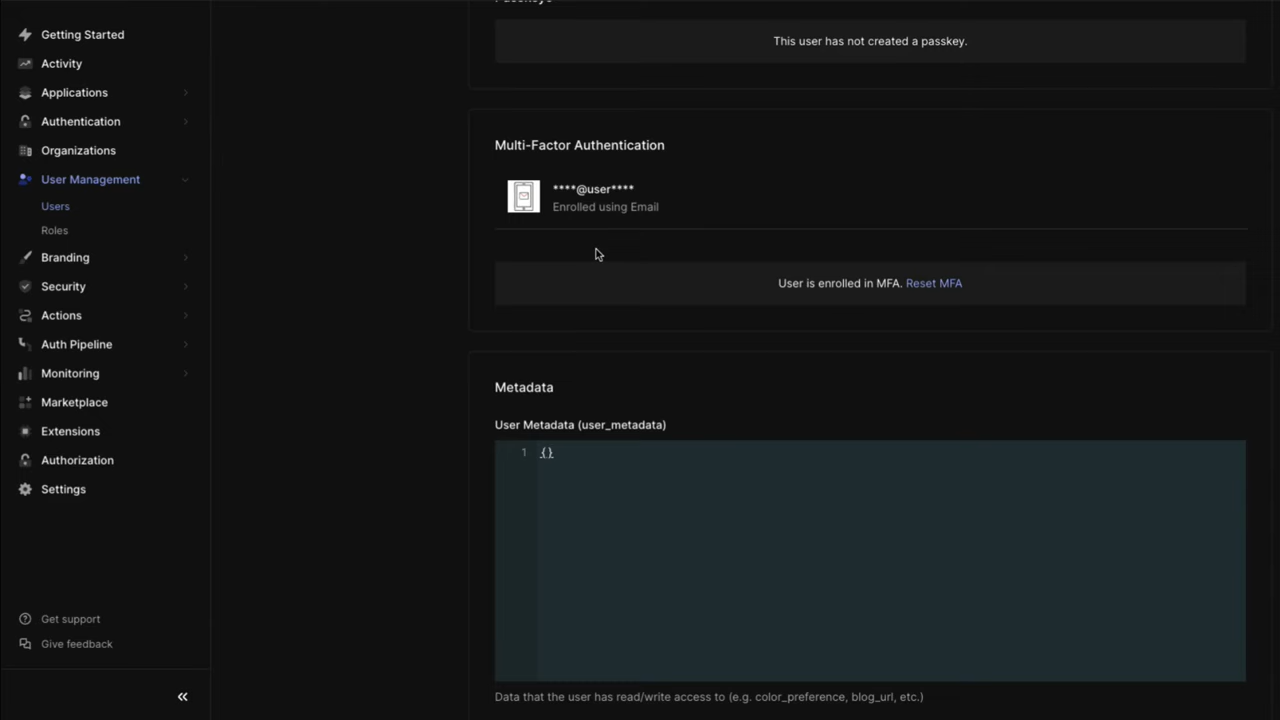 Getting Started
Activity
Applications
Authentication
Organizations
User Management
Users
Roles
Branding
Security
Actions
Auth Pipeline
Monitoring
Marketplace
Extensions
Authorization
Settings
Get support
Give feedback
Passkeys
This user has not created a passkey.
Multi-Factor Authentication
****@user****
Enrolled using Email
User is enrolled in MFA. Reset MFA
Metadata
User Metadata (user_metadata)
1 {}
Data that the user has read/write access to (e.g. color_preference, blog_url, etc.)